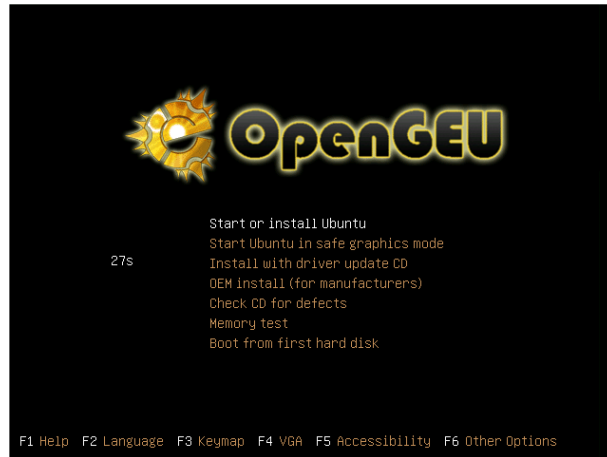 OpenGEU
Start or install Ubuntu
Start Ubuntu in safe graphics mode
27s
Install with driver update CD
OEM install (for manufacturers)
Check CD for defects
Memory test
Boot from first hard disk
F1 Help F2 Language F3 Keymap F4 VGA F5 Accessibility F6 Other Options